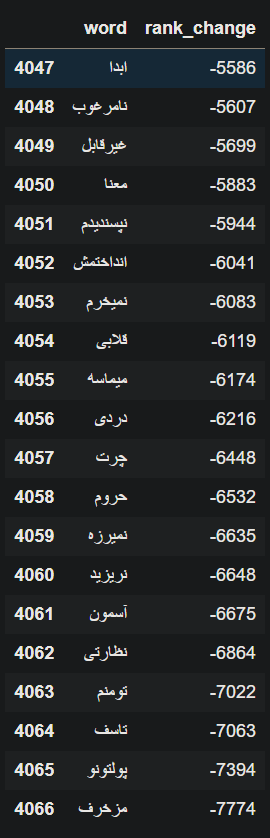 word rank_change
4047 ابدا -5586
4048 نامرغوب -5607
4049 غیرقابل -5699
4050 معنا -5883
4051 نپسندیدم -5944
4052 انداختمش -6041
4053 نمیخرم -6083
4054 قلابی -6119
4055 میماسه -6174
4056 دردی -6216
4057 چرت -6448
4058 حروم -6532
4059 نمیرزه -6635
4060 نریزید -6648
4061 آسمون -6675
4062 نظارتی -6864
4063 تومنم -7022
4064 تاسف -7063
4065 پولتونو -7394
4066 مزخرف -7774